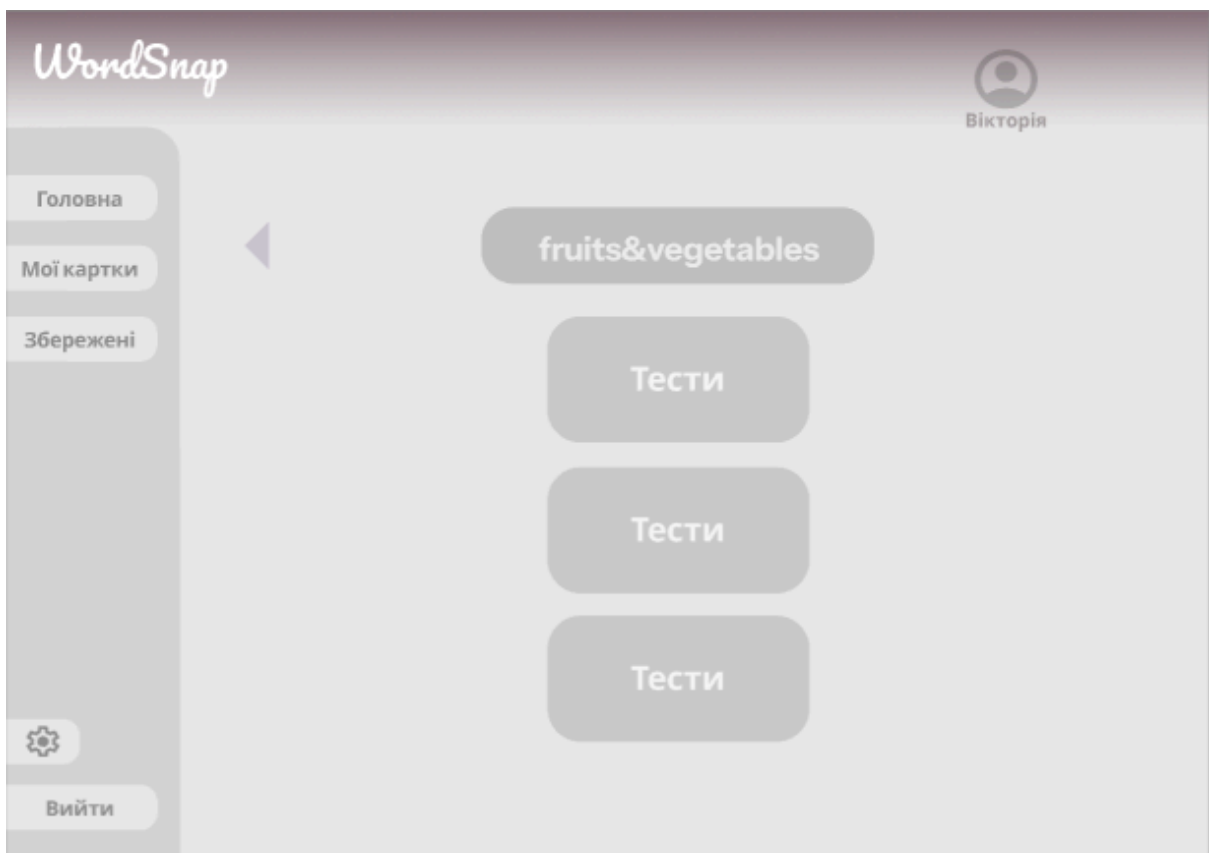 WordSnap
Вікторія
Головна
Мої картки
Збережені
fruits&vegetables
Тести
Тести
Тести
Вийти